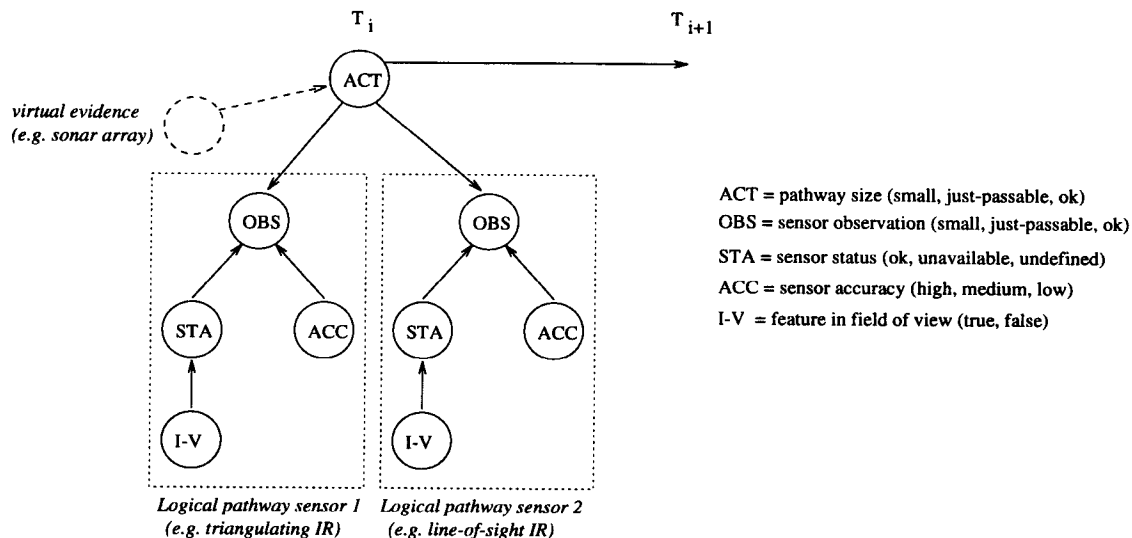 T i
T i+1
ACT
virtual evidence
(e.g. sonar array)
OBS
OBS
STA
ACC
STA
ACC
I-V
I-V
Logical pathway sensor 1
(e.g. triangulating IR)
Logical pathway sensor 2
(e.g. line-of-sight IR)
ACT = pathway size (small, just-passable, ok)
OBS = sensor observation (small, just-passable, ok)
STA = sensor status (ok, unavailable, undefined)
ACC = sensor accuracy (high, medium, low)
I-V = feature in field of view (true, false)